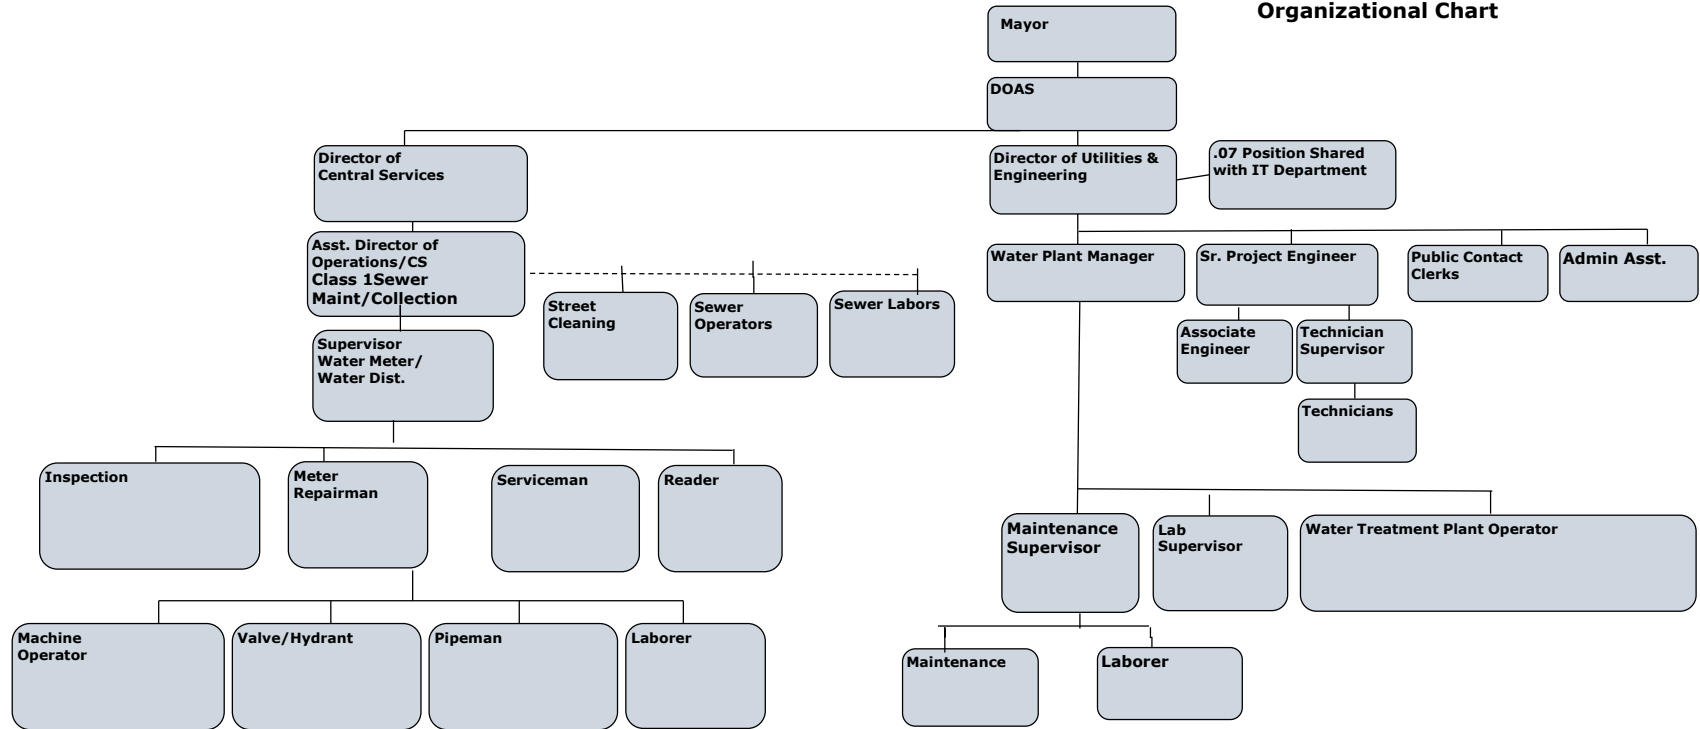 Organizational Chart
Mayor
DOAS
Director of
Central Services
Director of Utilities &
Engineering
.07 Position Shared
with IT Department
Asst. Director of
Operations/CS
Class 1Sewer
Maint/Collection
Street
Cleaning
Sewer
Operators
Sewer Labors
Water Plant Manager
Sr. Project Engineer
Public Contact
Clerks
Admin Asst.
Supervisor
Water Meter/
Water Dist.
Associate
Engineer
Technician
Supervisor
Technicians
Inspection
Meter
Repairman
Serviceman
Reader
Maintenance
Supervisor
Lab
Supervisor
Water Treatment Plant Operator
Machine
Operator
Valve/Hydrant
Pipeman
Laborer
Maintenance
Laborer